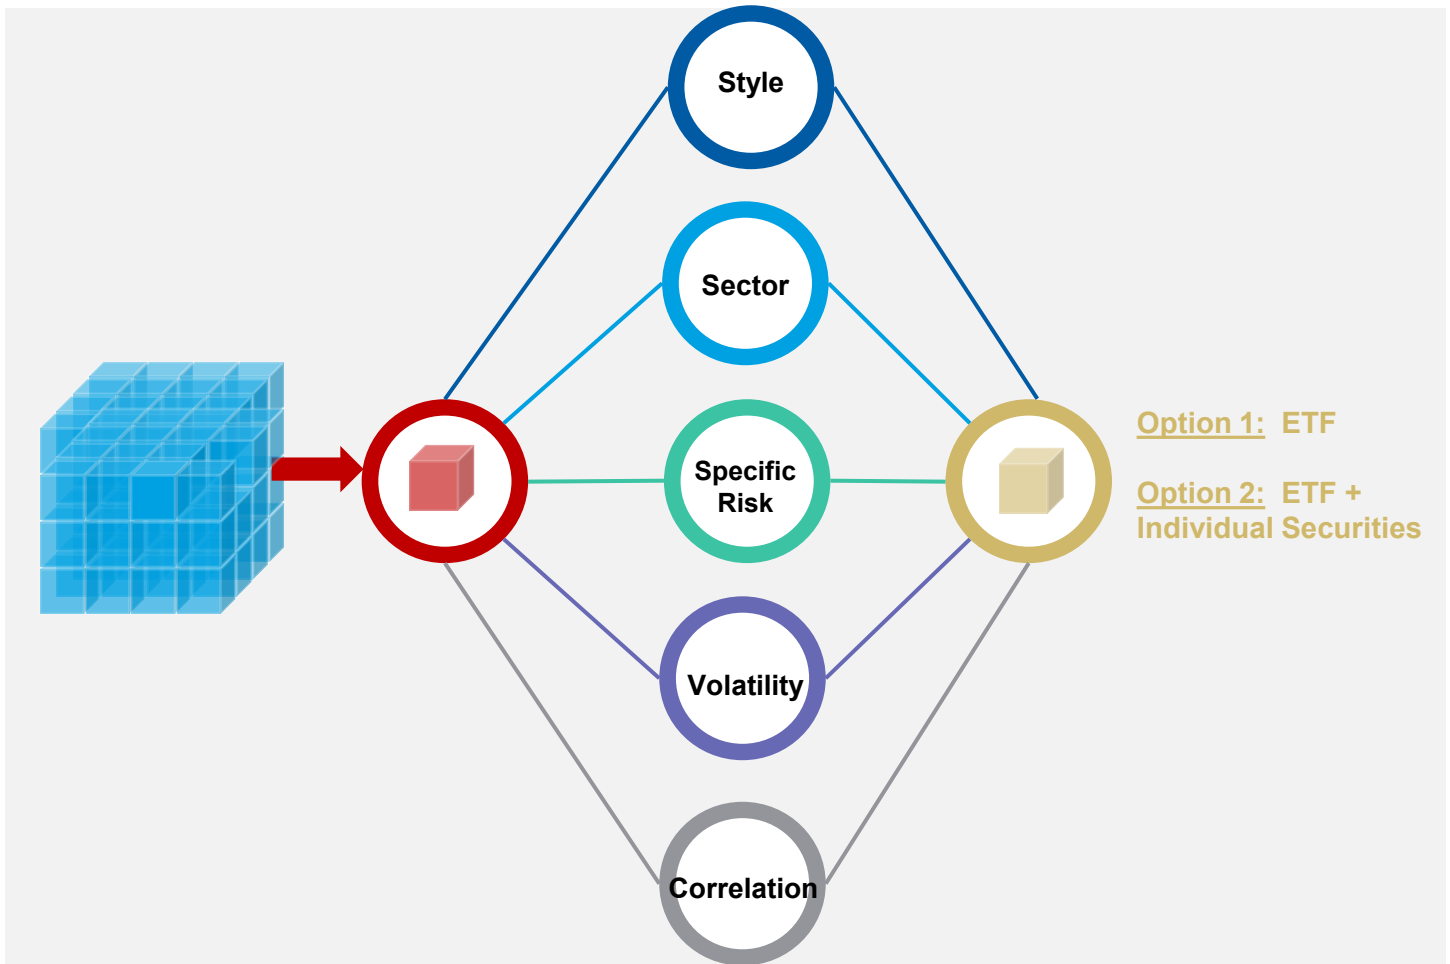 Style
Sector
Specific
Risk
Volatility
Correlation
Option 1: ETF
Option 2: ETF +
Individual Securities